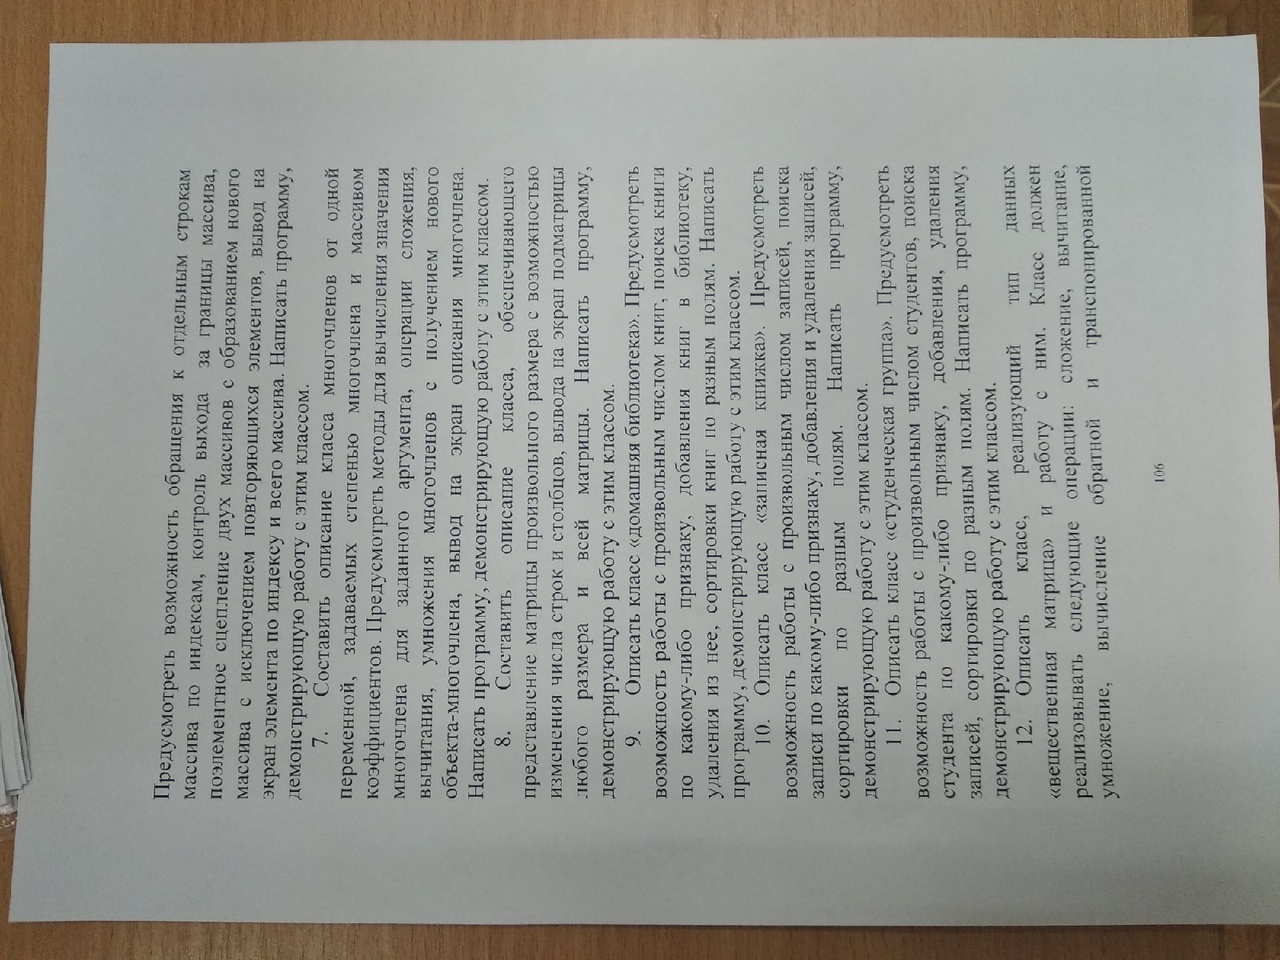 Предусмотреть возможность обращения к отдельным строкам
массива по индексам, контроль выхода за границы массива,
поэлементное сцепление двух массивов с образованием нового
массива с исключением повторяющихся элементов, вывод на
экран элемента по индексу и всего массива. Написать программу,
демонстрирующую работу с этим классом.
7. Составить описание класса многочленов от одной
переменной, задаваемых степенью многочлена и массивом
коэффициентов. Предусмотреть методы для вычисления значения
многочлена для заданного аргумента, операции сложения,
вычитания, умножения многочленов с получением нового
объекта-многочлена, вывод на экран описания многочлена.
Написать программу, демонстрирующую работу с этим классом.
8. Составить описание класса, обеспечивающего
представление матрицы произвольного размера с возможностью
изменения числа строк и столбцов, вывода на экран подматрицы
любого размера и всей матрицы. Написать программу,
демонстрирующую работу с этим классом.
9. Описать класс «домашняя библиотека». Предусмотреть
возможность работы с произвольным числом книг, поиска книги
по какому-либо признаку, добавления книг в библиотеку,
удаления из нее, сортировки книг по разным полям. Написать
программу, демонстрирующую работу с этим классом.
10. Описать класс «записная книжка». Предусмотреть
возможность работы с произвольным числом записей, поиска
записи по какому-либо признаку, добавления и удаления записей,
сортировки по разным полям. Написать программу,
демонстрирующую работу с этим классом.
11. Описать класс «студенческая группа». Предусмотреть
возможность работы с произвольным числом студентов, поиска
студента по какому-либо признаку, добавления, удаления
записей, сортировки по разным полям. Написать программу,
демонстрирующую работу с этим классом.
12. Описать класс, реализующий тип данных
«вещественная матрица» и работу с ним. Класс должен
реализовывать следующие операции: сложение, вычитание,
умножение, вычисление обратной и транспонированной
106